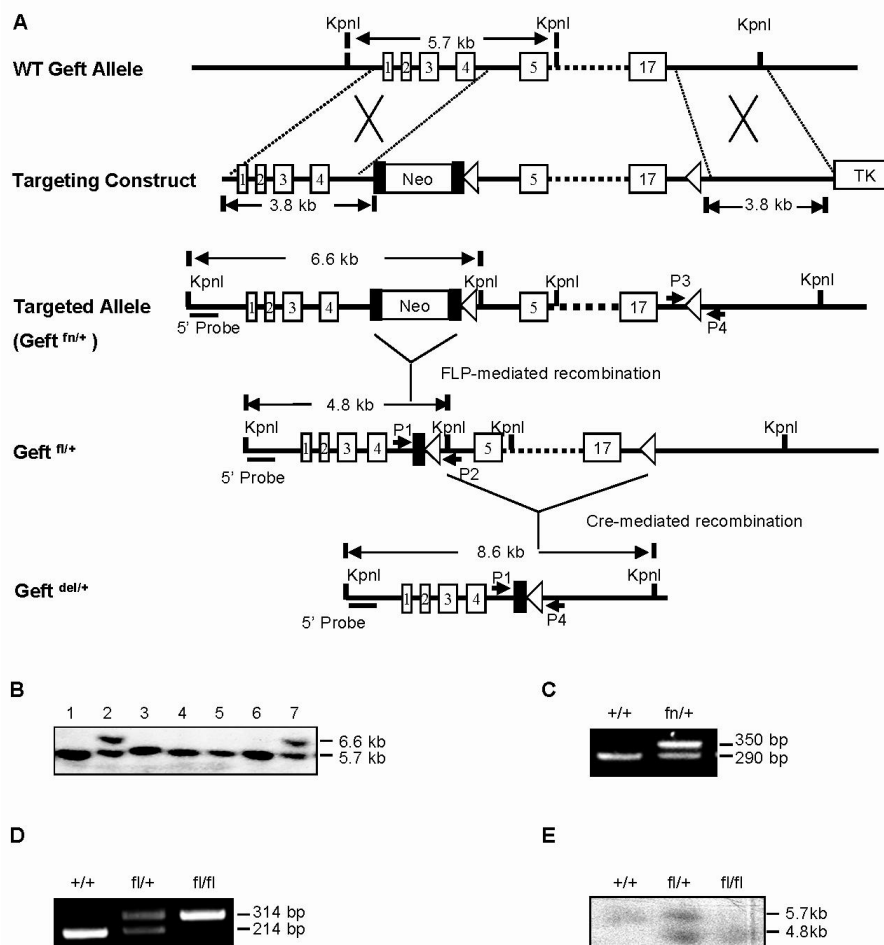 A
KpnI KpnI KpnI
5.7 kb
WT Geft Allele 1 2 3 4 5 17
Targeting Construct 1 2 3 4 Neo 5 17 TK
3.8 kb 3.8 kb
6.6 kb
KpnI KpnI KpnI P3 KpnI
Targeted Allele 1 2 3 4 Neo 5 17
(Geft fn/+ ) 5' Probe P4
FLP-mediated recombination
4.8 kb
KpnI P1 KpnI KpnI KpnI
Geft fl/+ 1 2 3 4 5 17
5' Probe P2
Cre-mediated recombination
8.6 kb
KpnI P1 KpnI
Geft del/+ 1 2 3 4
5' Probe P4
B
1 2 3 4 5 6 7
6.6 kb
5.7 kb
C
+/+ fn/+
350 bp
290 bp
D
+/+ fl/+ fl/fl
314 bp
214 bp
E
+/+ fl/+ fl/fl
5.7kb
4.8kb